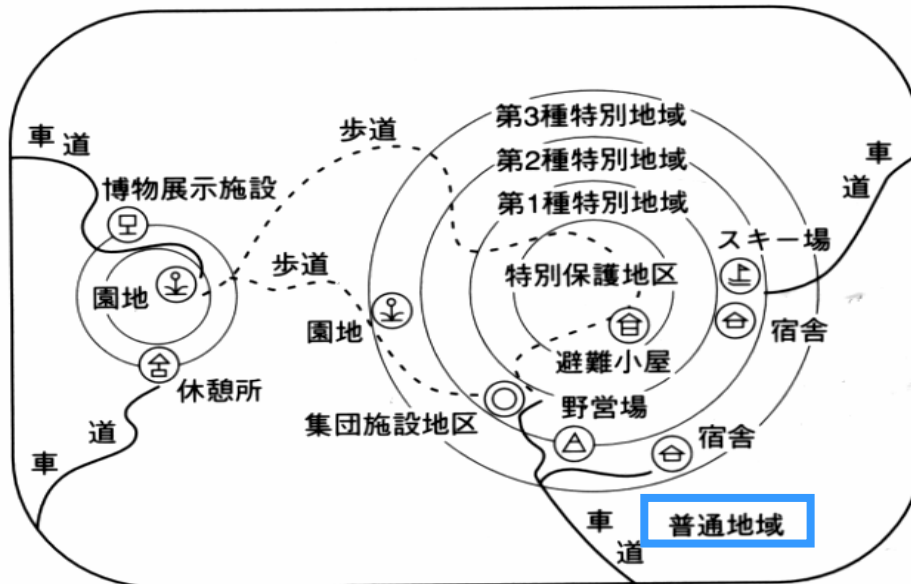 第3種特別地域
歩道
第2種特別地域
車道
車道
博物展示施設
第1種特別地域
スキー場
歩道
特別保護地区
園地
園地
宿舎
避難小屋
休憩所
野営場
集団施設地区
宿舎
車道
車道
普通地域